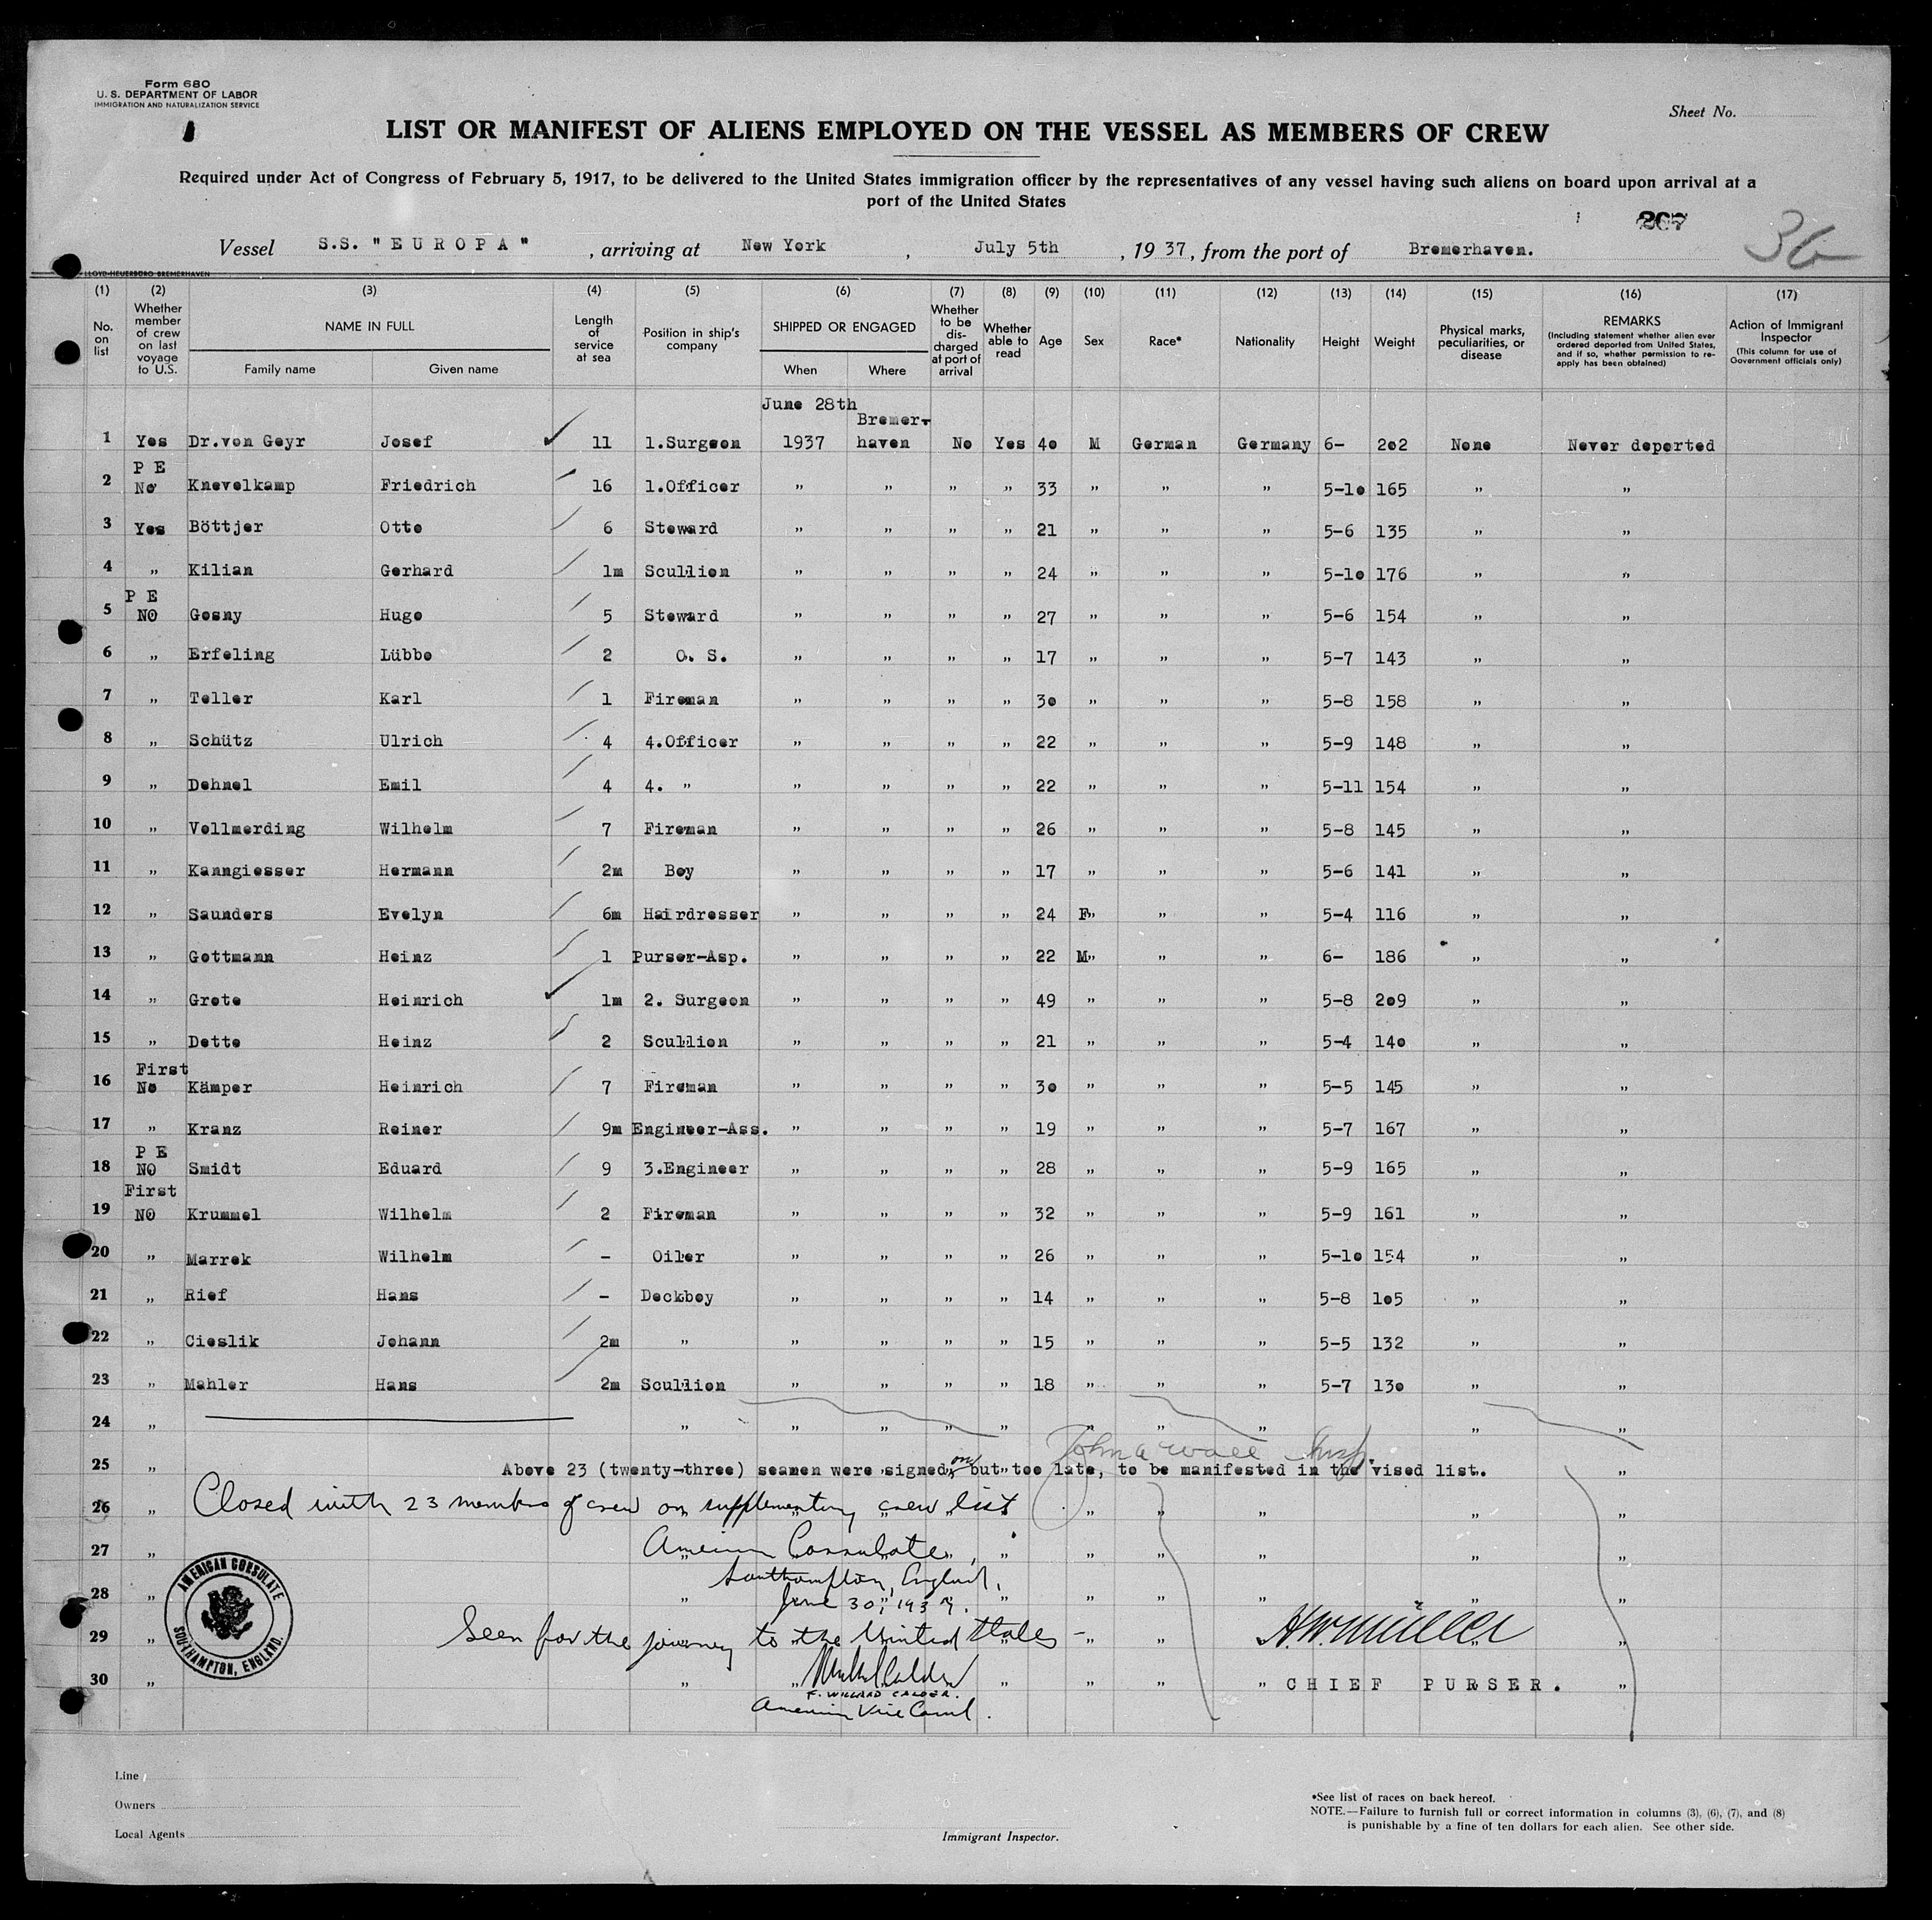 Form 680
U. S. DEPARTMENT OF LABOR
IMMIGRATION AND NATURALIZATION SERVICE
Sheet No.
LIST OR MANIFEST OF ALIENS EMPLOYED ON THE VESSEL AS MEMBERS OF CREW
Required under Act of Congress of February 5, 1917, to be delivered to the United States immigration officer by the representatives of any vessel having such aliens on board upon arrival at a
port of the United States
267
36
Vessel S.S. "EUROPA" , arriving at New York , July 5th , 1937, from the port of Bremerhaven.
LLOYD-HEUERBÜRO BREMERHAVEN
(1) (2) (3) (4) (5) (6) (7) (8) (9) (10) (11) (12) (13) (14) (15) (16) (17)
No. on list
Whether member of crew on last voyage to U.S.
NAME IN FULL
Family name Given name
Length of service at sea
Position in ship's company
SHIPPED OR ENGAGED
When Where
Whether to be discharged at port of arrival
Whether able to read
Age Sex Race* Nationality Height Weight
Physical marks, peculiarities, or disease
REMARKS
(Including statement whether alien ever ordered deported from United States, and if so, whether permission to re-apply has been obtained)
Action of Immigrant Inspector
(This column for use of Government officials only)
June 28th Bremer-
1 Yes Dr.von Geyr Josef 11 1.Surgeon 1937 haven No Yes 40 M German Germany 6- 202 None Never deported
P E
2 No Knevelkamp Friedrich 16 1.Officer " " " " 33 " " " 5-10 165 " "
3 Yes Böttjer Otto 6 Steward " " " " 21 " " " 5-6 135 " "
4 " Kilian Gerhard 1m Scullion " " " " 24 " " " 5-10 176 " "
P E
5 NO Gosny Hugo 5 Steward " " " " 27 " " " 5-6 154 " "
6 " Erfeling Lübbo 2 O. S. " " " " 17 " " " 5-7 143 " "
7 " Teller Karl 1 Fireman " " " " 30 " " " 5-8 158 " "
8 " Schütz Ulrich 4 4.Officer " " " " 22 " " " 5-9 148 " "
9 " Dehnel Emil 4 4. " " " " " 22 " " " 5-11 154 " "
10 " Vollmerding Wilhelm 7 Fireman " " " " 26 " " " 5-8 145 " "
11 " Kanngiesser Hermann 2m Boy " " " " 17 " " " 5-6 141 " "
12 " Saunders Evelyn 6m Hairdresser " " " " 24 F" " " 5-4 116 " "
13 " Gottmann Heinz 1 Purser-Asp. " " " " 22 M" " " 6- 186 " "
14 " Grote Heinrich 1m 2. Surgeon " " " " 49 " " " 5-8 209 " "
15 " Dette Heinz 2 Scullion " " " " 21 " " " 5-4 140 " "
First
16 No Kämper Heinrich 7 Fireman " " " " 30 " " " 5-5 145 " "
17 " Kranz Reiner 9m Engineer-Ass. " " " " 19 " " " 5-7 167 " "
P E
18 NO Smidt Eduard 9 3.Engineer " " " " 28 " " " 5-9 165 " "
First
19 NO Krummel Wilhelm 2 Fireman " " " " 32 " " " 5-9 161 " "
20 " Marrek Wilhelm - Oiler " " " " 26 " " " 5-10 154 " "
21 " Rief Hans - Deckboy " " " " 14 " " " 5-8 105 " "
22 " Cieslik Johann 2m " " " " " 15 " " " 5-5 132 " "
23 " Mahler Hans 2m Scullion " " " " 18 " " " 5-7 130 " "
24 " " " " " " " " " " "
John A Wall Insp.
25 " Above 23 (twenty-three) seamen were signed on but too late, to be manifested in the vised list. "
26 " Closed with 23 members of crew on supplementary crew list " " " " "
27 " American Consulate, " " " " "
28 " Southampton, England,
June 30, 1937.
29 " Seen for the journey to the United States - H.W. Müller
30 " " " " " " CHIEF PURSER. "
F. WILLARD CALDER.
American Vice Consul.
AMERICAN CONSULATE
SOUTHAMPTON, ENGLAND.
Line
Owners
Local Agents
Immigrant Inspector.
*See list of races on back hereof.
NOTE.—Failure to furnish full or correct information in columns (3), (6), (7), and (8)
is punishable by a fine of ten dollars for each alien. See other side.